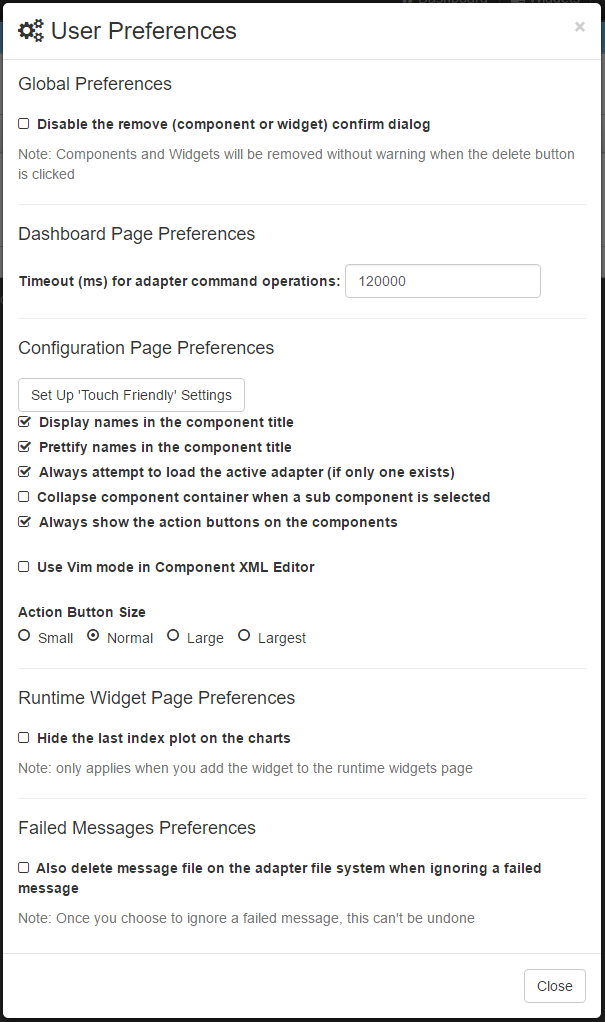 User Preferences
×
Global Preferences
Disable the remove (component or widget) confirm dialog
Note: Components and Widgets will be removed without warning when the delete button
is clicked
Dashboard Page Preferences
Timeout (ms) for adapter command operations: 120000
Configuration Page Preferences
Set Up 'Touch Friendly' Settings
Display names in the component title
Prettify names in the component title
Always attempt to load the active adapter (if only one exists)
Collapse component container when a sub component is selected
Always show the action buttons on the components
Use Vim mode in Component XML Editor
Action Button Size
Small Normal Large Largest
Runtime Widget Page Preferences
Hide the last index plot on the charts
Note: only applies when you add the widget to the runtime widgets page
Failed Messages Preferences
Also delete message file on the adapter file system when ignoring a failed
message
Note: Once you choose to ignore a failed message, this can't be undone
Close